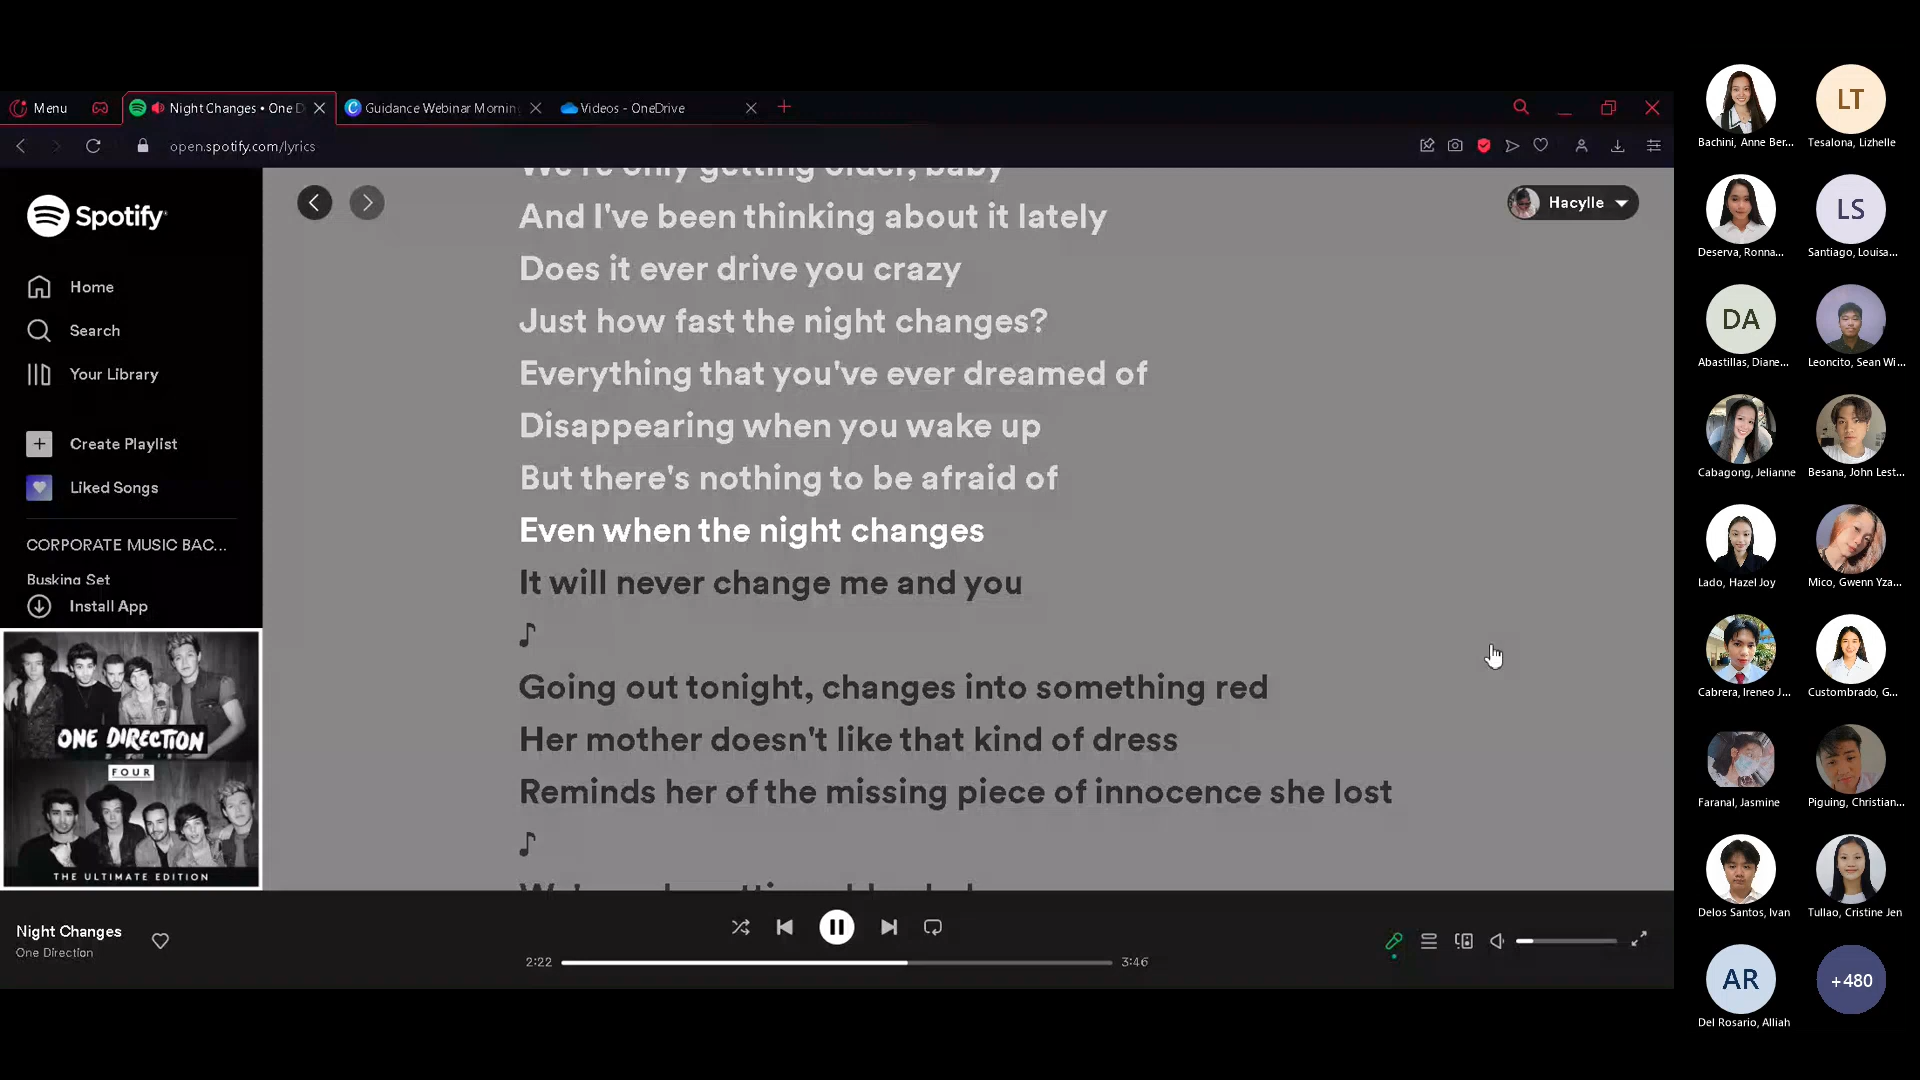 Menu
Night Changes • One D
Guidance Webinar Mornin
Videos - OneDrive
open.spotify.com/lyrics
Spotify
Home
Search
Your Library
Create Playlist
Liked Songs
CORPORATE MUSIC BAC...
Busking Set
Install App
ONE DIRECTION
FOUR
THE ULTIMATE EDITION
Hacylle
We're only getting older, baby
And I've been thinking about it lately
Does it ever drive you crazy
Just how fast the night changes?
Everything that you've ever dreamed of
Disappearing when you wake up
But there's nothing to be afraid of
Even when the night changes
It will never change me and you
♪
Going out tonight, changes into something red
Her mother doesn't like that kind of dress
Reminds her of the missing piece of innocence she lost
♪
Night Changes
One Direction
2:22
3:46
Bachini, Anne Ber...
LT
Tesalona, Lizhelle
Deserva, Ronna...
LS
Santiago, Louisa...
DA
Abastillas, Diane...
Leoncito, Sean Wi...
Cabagong, Jelianne
Besana, John Lest...
Lado, Hazel Joy
Mico, Gwenn Yza...
Cabrera, Ireneo J...
Custombrado, G...
Faranal, Jasmine
Piguing, Christian...
Delos Santos, Ivan
Tullao, Cristine Jen
AR
Del Rosario, Alliah
+480